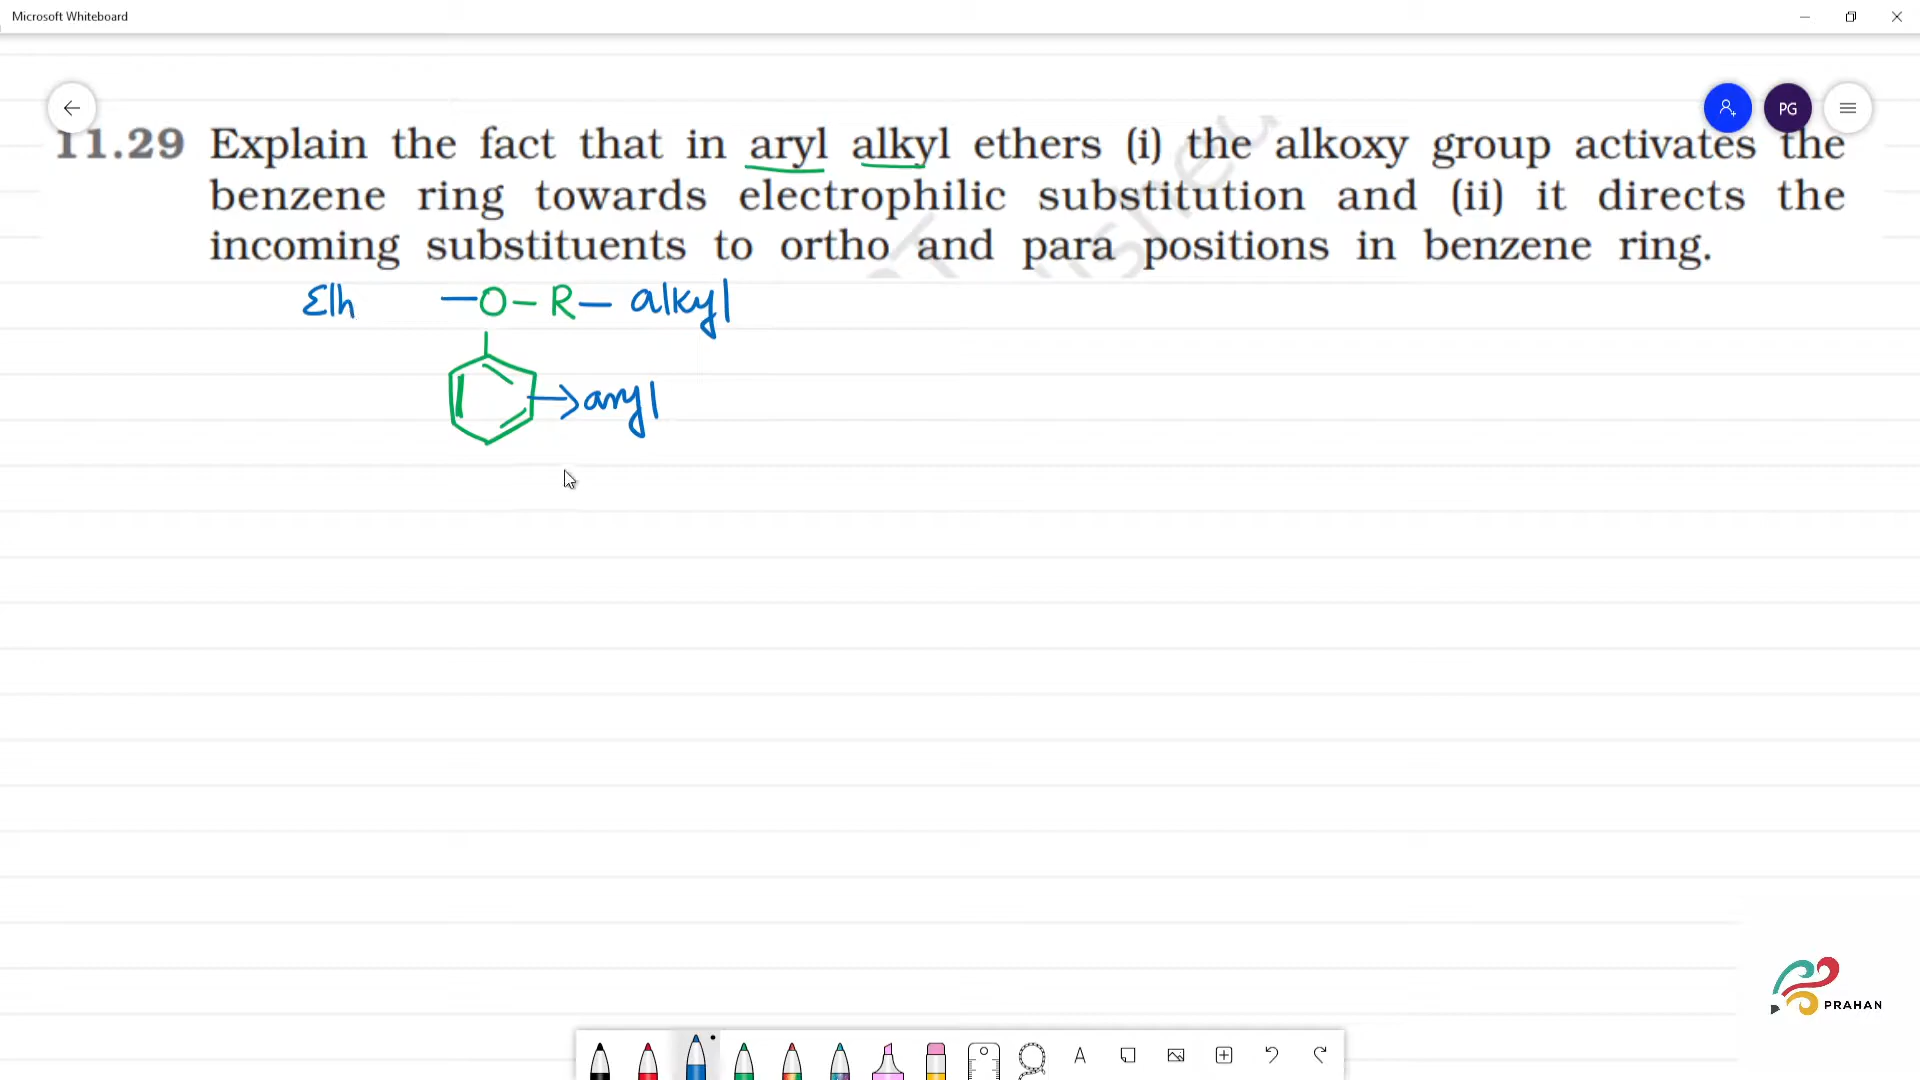 Microsoft Whiteboard
PG
11.29 Explain the fact that in aryl alkyl ethers (i) the alkoxy group activates the
benzene ring towards electrophilic substitution and (ii) it directs the
incoming substituents to ortho and para positions in benzene ring.
Eth —O—R— alkyl
aryl
PRAHAN
A